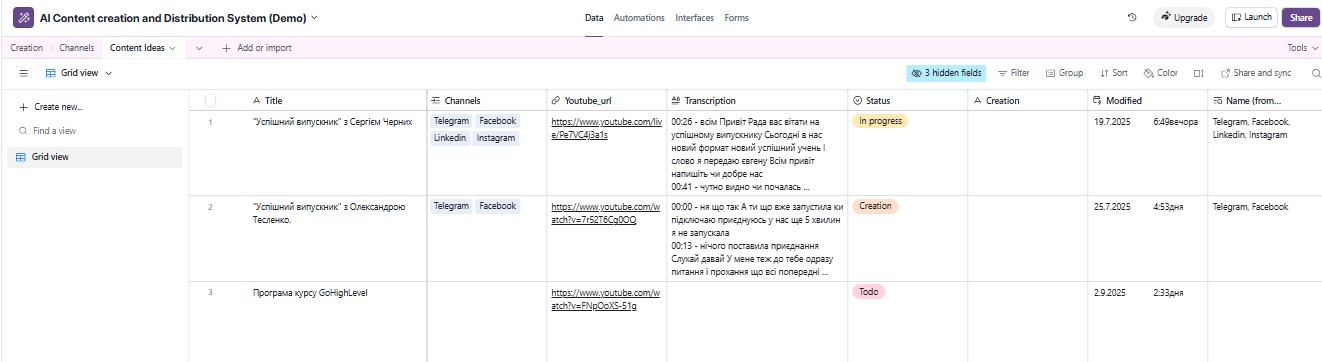 AI Content creation and Distribution System (Demo)
Data Automations Interfaces Forms
Upgrade Launch Share
Creation Channels Content Ideas Add or import Tools
Grid view 3 hidden fields Filter Group Sort Color Share and sync
Create new...
Find a view
Grid view
Title Channels Youtube_url Transcription Status Creation Modified Name (from...
1
"Успішний випускник" з Сергієм Черних
Telegram Facebook
Linkedin Instagram
https://www.youtube.com/liv
e/Pe7VC4j3a1s
00:26 - всім Привіт Рада вас вітати на
успішному випускнику Сьогодні в нас
новий формат новий успішний учень І
слово я передаю євгену Всім привіт
напишіть чи добре нас
00:41 - чутно видно чи почалась ...
In progress
19.7.2025 6:49вечора
Telegram, Facebook,
Linkedin, Instagram
2
"Успішний випускник" з Олександрою
Тесленко.
Telegram Facebook
https://www.youtube.com/w
atch?v=7r52T6Cg0OQ
00:00 - ня що так А ти що вже запустила ки
підключаю приєднуюсь у нас ще 5 хвилин
я не запускала
00:13 - нічого поставила приєднання
Слухай давай У мене теж до тебе одразу
питання і прохання що всі попередні ...
Creation
25.7.2025 4:53дня
Telegram, Facebook
3
Програма курсу GoHighLevel
https://www.youtube.com/w
atch?v=FNpOoXS-51g
Todo
2.9.2025 2:33дня